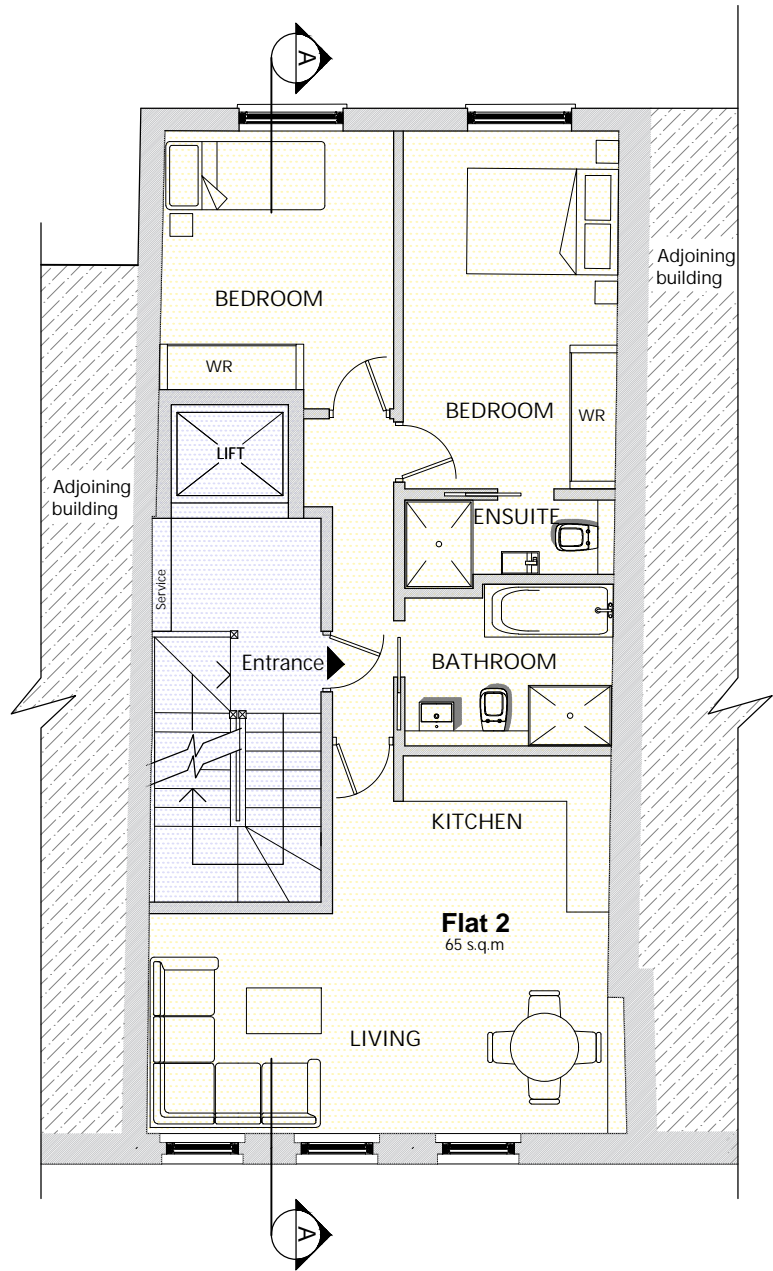 A
Adjoining
building
BEDROOM
WR
BEDROOM
WR
LIFT
Adjoining
building
ENSUITE
Service
Entrance
BATHROOM
KITCHEN
Flat 2
65 s.q.m
LIVING
A